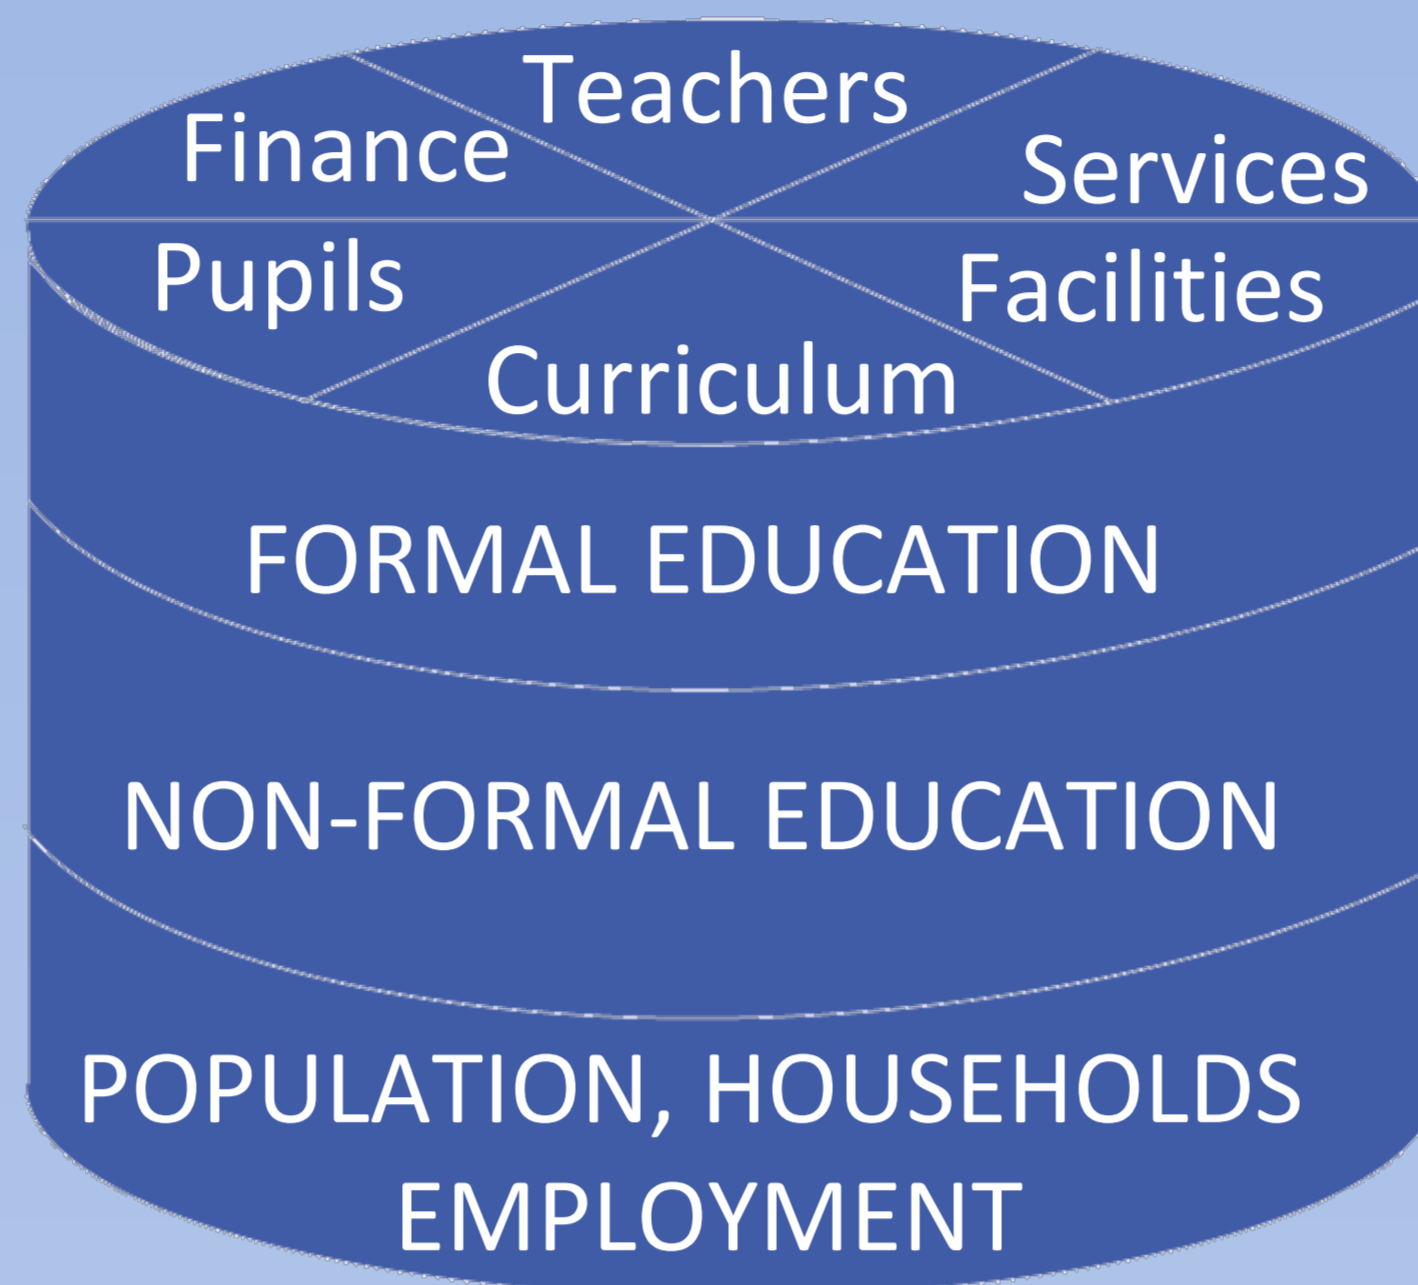 Teachers
Finance
Services
Pupils
Facilities
Curriculum
FORMAL EDUCATION
NON-FORMAL EDUCATION
POPULATION, HOUSEHOLDS
EMPLOYMENT